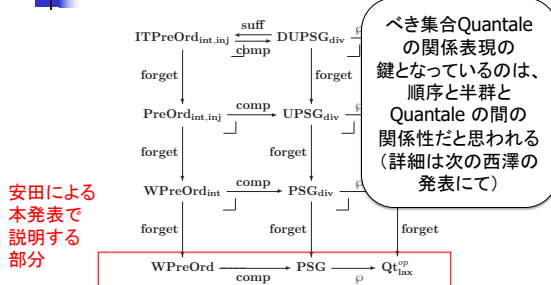 suff
ITPreOrd_int,inj DUPSG_div ℘
comp
forget forget
PreOrd_int,inj comp UPSG_div ℘
forget forget
WPreOrd_int comp PSG_div ℘
forget forget forget
WPreOrd comp PSG ℘ Qt^op_lax
べき集合Quantale
の関係表現の
鍵となっているのは、
順序と半群と
Quantale の間の
関係性だと思われる
(詳細は次の西澤の
発表にて)
安田による
本発表で
説明する
部分